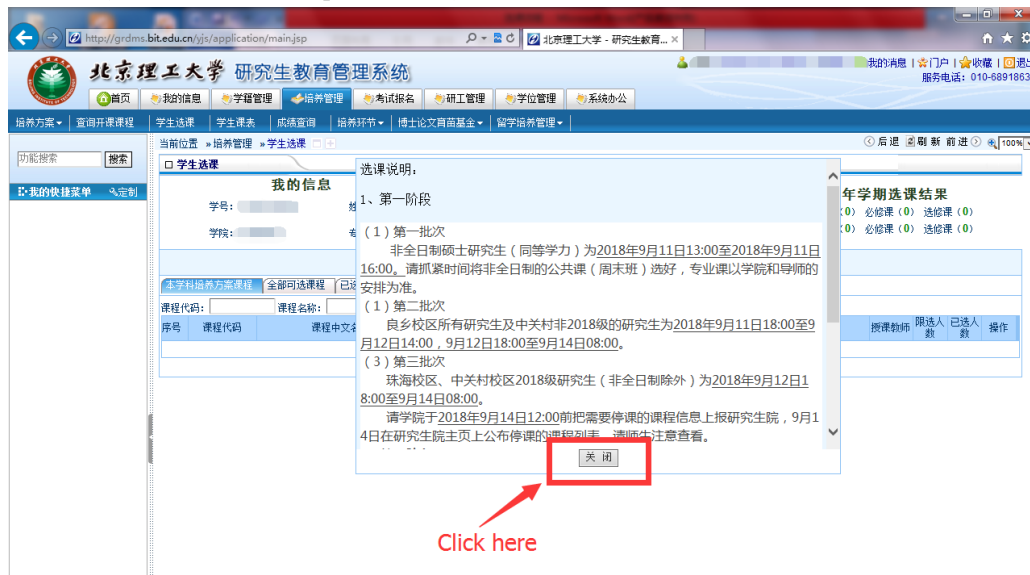 http://grdms.bit.edu.cn/yjs/application/main.jsp
北京理工大学 - 研究生教育... ×
北京理工大学 研究生教育管理系统
我的消息 | 门户 | 收藏 | 退出
服务电话: 010-6891863
首页 我的信息 学籍管理 培养管理 考试报名 研工管理 学位管理 系统办公
培养方案 查询开课课程 学生选课 学生课表 成绩查询 培养环节 博士论文育苗基金 留学培养管理
当前位置 »培养管理 »学生选课
后退 刷新 前进 100%
功能搜索 搜索
学生选课
我的快捷菜单 定制
我的信息
学号:
学院:
年学期选课结果
0) 必修课 (0) 选修课 (0)
0) 必修课 (0) 选修课 (0)
本学科培养方案课程 全部可选课程
课程代码: 课程名称:
序号 课程代码 课程中文名
授课教师 限选人数 已选人数 操作
选课说明:
1、第一阶段
(1)第一批次
非全日制硕士研究生(同等学力)为2018年9月11日13:00至2018年9月11日
16:00。请抓紧时间将非全日制的公共课(周末班)选好,专业课以学院和导师的
安排为准。
(1)第二批次
良乡校区所有研究生及中关村非2018级的研究生为2018年9月11日18:00至9
月12日14:00,9月12日18:00至9月14日08:00。
(3)第三批次
珠海校区、中关村校区2018级研究生(非全日制除外)为2018年9月12日1
8:00至9月14日08:00。
请学院于2018年9月14日12:00前把需要停课的课程信息上报研究生院,9月1
4日在研究生院主页上公布停课的课程列表,请师生注意查看。
关 闭
Click here